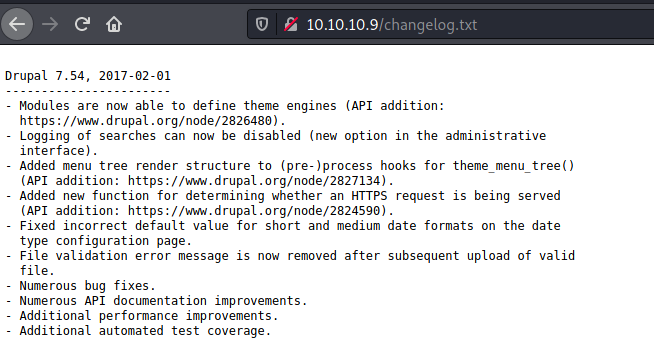 10.10.10.9/changelog.txt
Drupal 7.54, 2017-02-01
-----------------------
- Modules are now able to define theme engines (API addition:
  https://www.drupal.org/node/2826480).
- Logging of searches can now be disabled (new option in the administrative
  interface).
- Added menu tree render structure to (pre-)process hooks for theme_menu_tree()
  (API addition: https://www.drupal.org/node/2827134).
- Added new function for determining whether an HTTPS request is being served
  (API addition: https://www.drupal.org/node/2824590).
- Fixed incorrect default value for short and medium date formats on the date
  type configuration page.
- File validation error message is now removed after subsequent upload of valid
  file.
- Numerous bug fixes.
- Numerous API documentation improvements.
- Additional performance improvements.
- Additional automated test coverage.